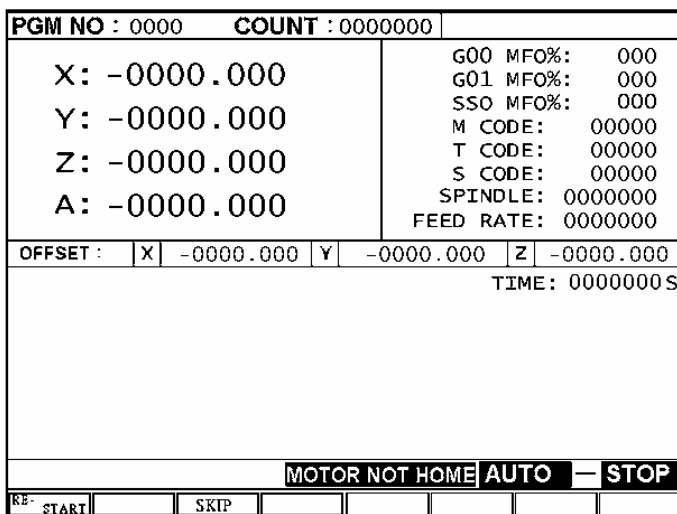 PGM NO : 0000 COUNT : 0000000
X: -0000.000
Y: -0000.000
Z: -0000.000
A: -0000.000
G00 MFO%: 000
G01 MFO%: 000
SSO MFO%: 000
M CODE: 00000
T CODE: 00000
S CODE: 00000
SPINDLE: 0000000
FEED RATE: 0000000
OFFSET : X -0000.000 Y -0000.000 Z -0000.000
TIME: 0000000S
MOTOR NOT HOME AUTO — STOP
RE-START SKIP